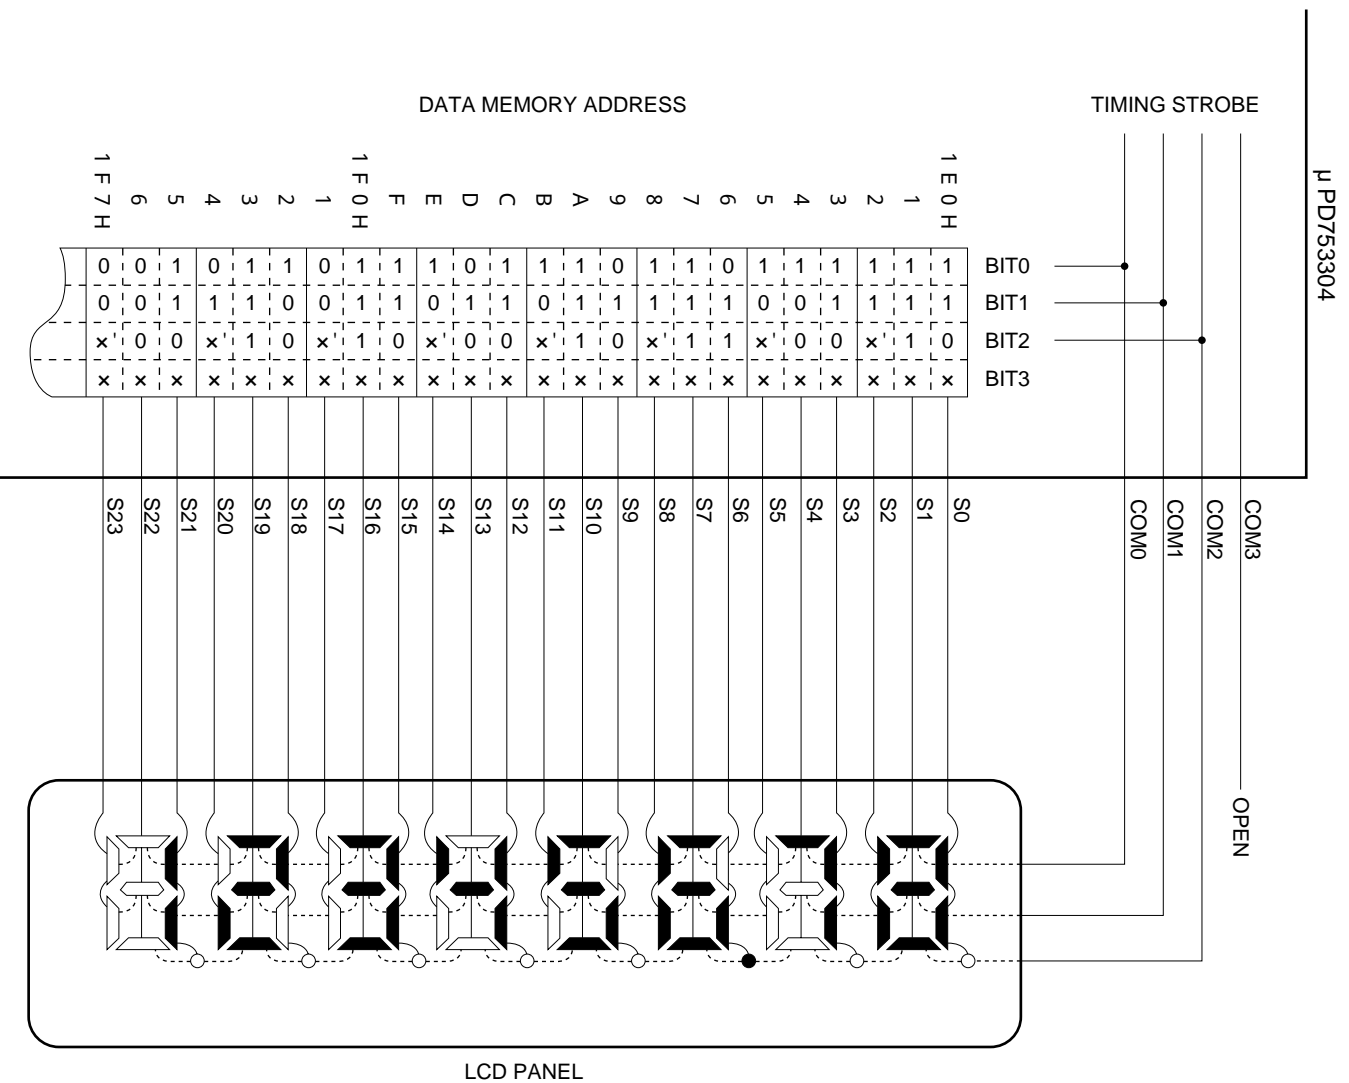 DATA MEMORY ADDRESS TIMING STROBE
1F7H 6 5 4 3 2 1 1F0H F E D C B A 9 8 7 6 5 4 3 2 1 1E0H
μPD753304
0 0 1 0 1 1 0 1 1 1 0 1 1 1 0 1 1 0 1 1 1 1 1 1 BIT0
0 0 1 1 1 0 0 1 1 0 1 1 0 1 1 1 1 1 0 0 1 1 1 1 BIT1
×' 0 0 ×' 1 0 ×' 1 0 ×' 0 0 ×' 1 0 ×' 1 1 ×' 0 0 ×' 1 0 BIT2
× × × × × × × × × × × × × × × × × × × × × × × × BIT3
S23 S22 S21 S20 S19 S18 S17 S16 S15 S14 S13 S12 S11 S10 S9 S8 S7 S6 S5 S4 S3 S2 S1 S0 COM0 COM1 COM2 COM3
OPEN
LCD PANEL